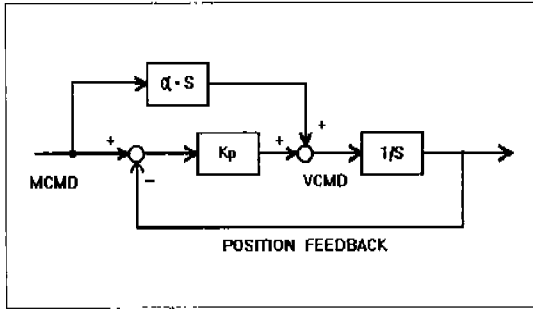 α·S
+
+
Kp
+
+
1/S
MCMD
−
VCMD
POSITION FEEDBACK